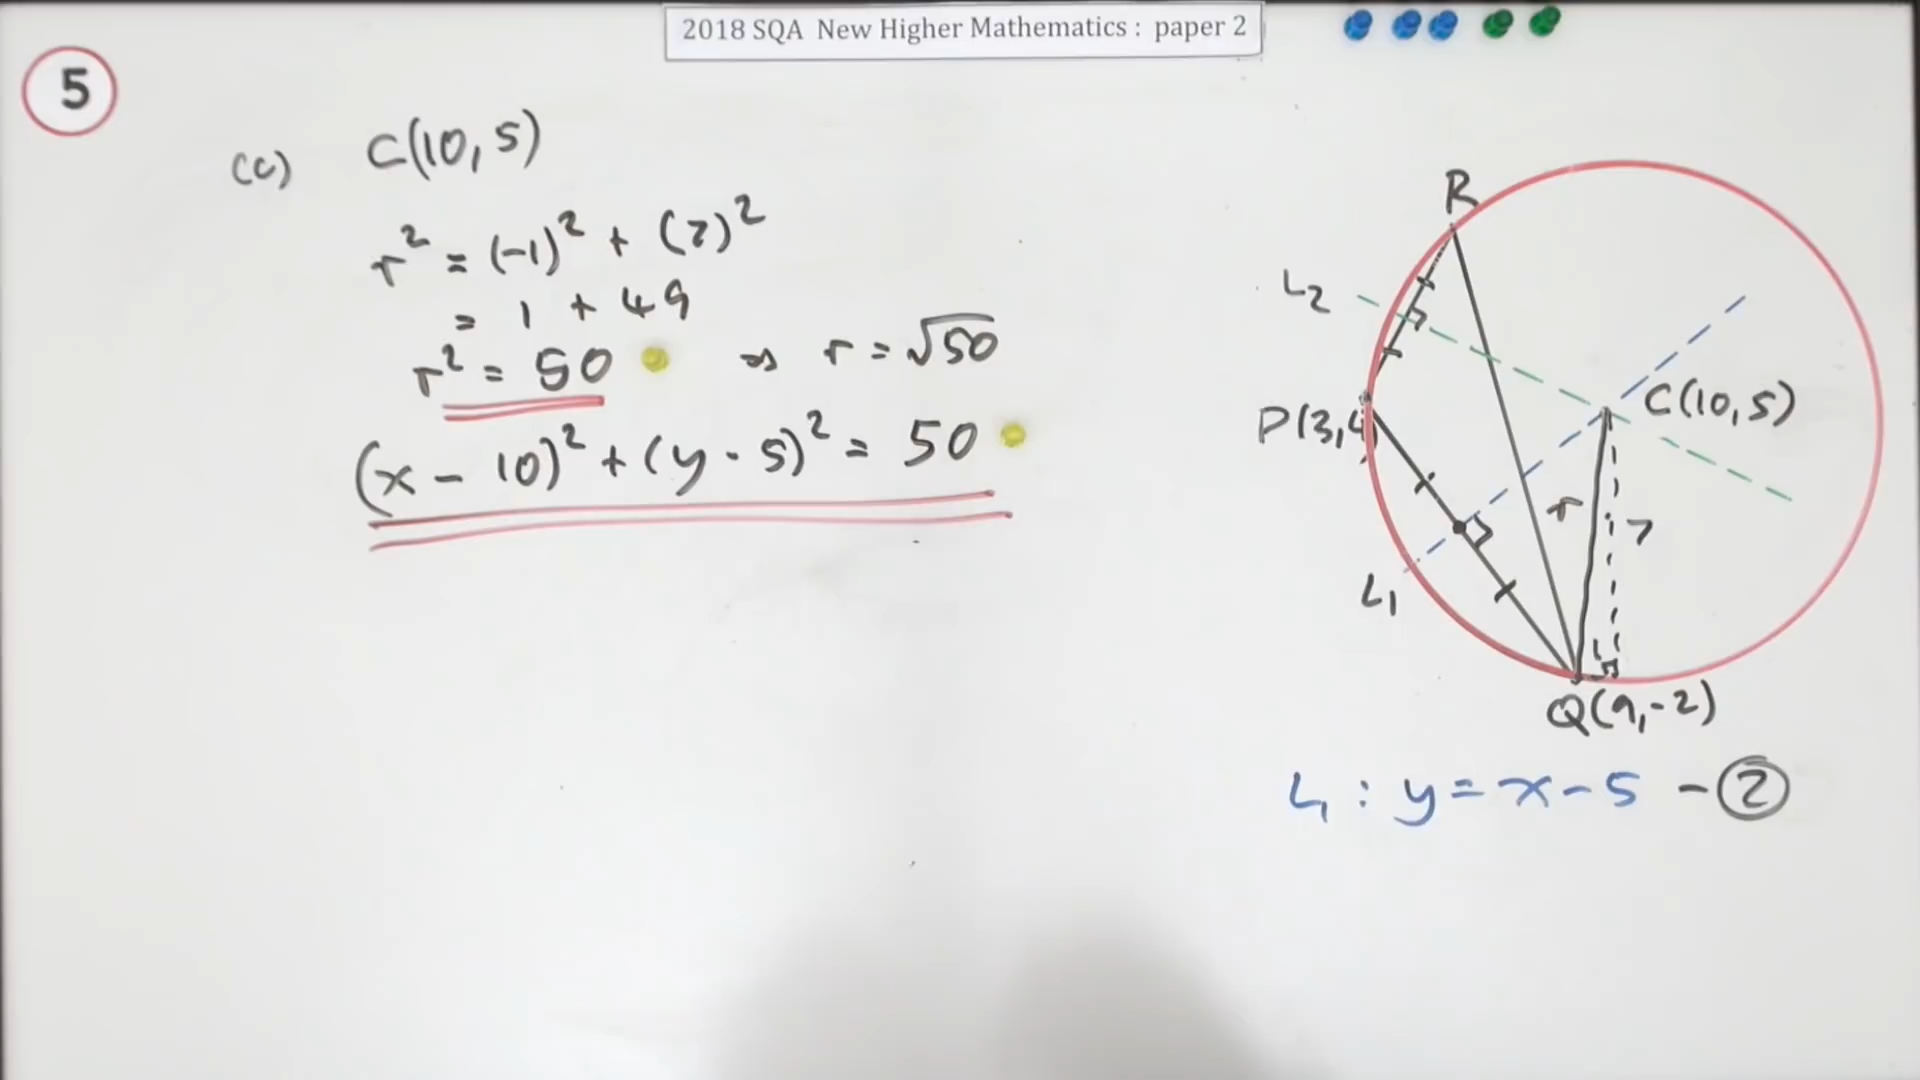 2018 SQA New Higher Mathematics : paper 2
5
(c) C(10, 5)
r² = (-1)² + (7)²
= 1 + 49
r² = 50 ⇒ r = √50
(x - 10)² + (y - 5)² = 50
R
L2
C(10, 5)
P(3,4)
r
7
L1
1
Q(9,-2)
L1 : y = x - 5 - ②